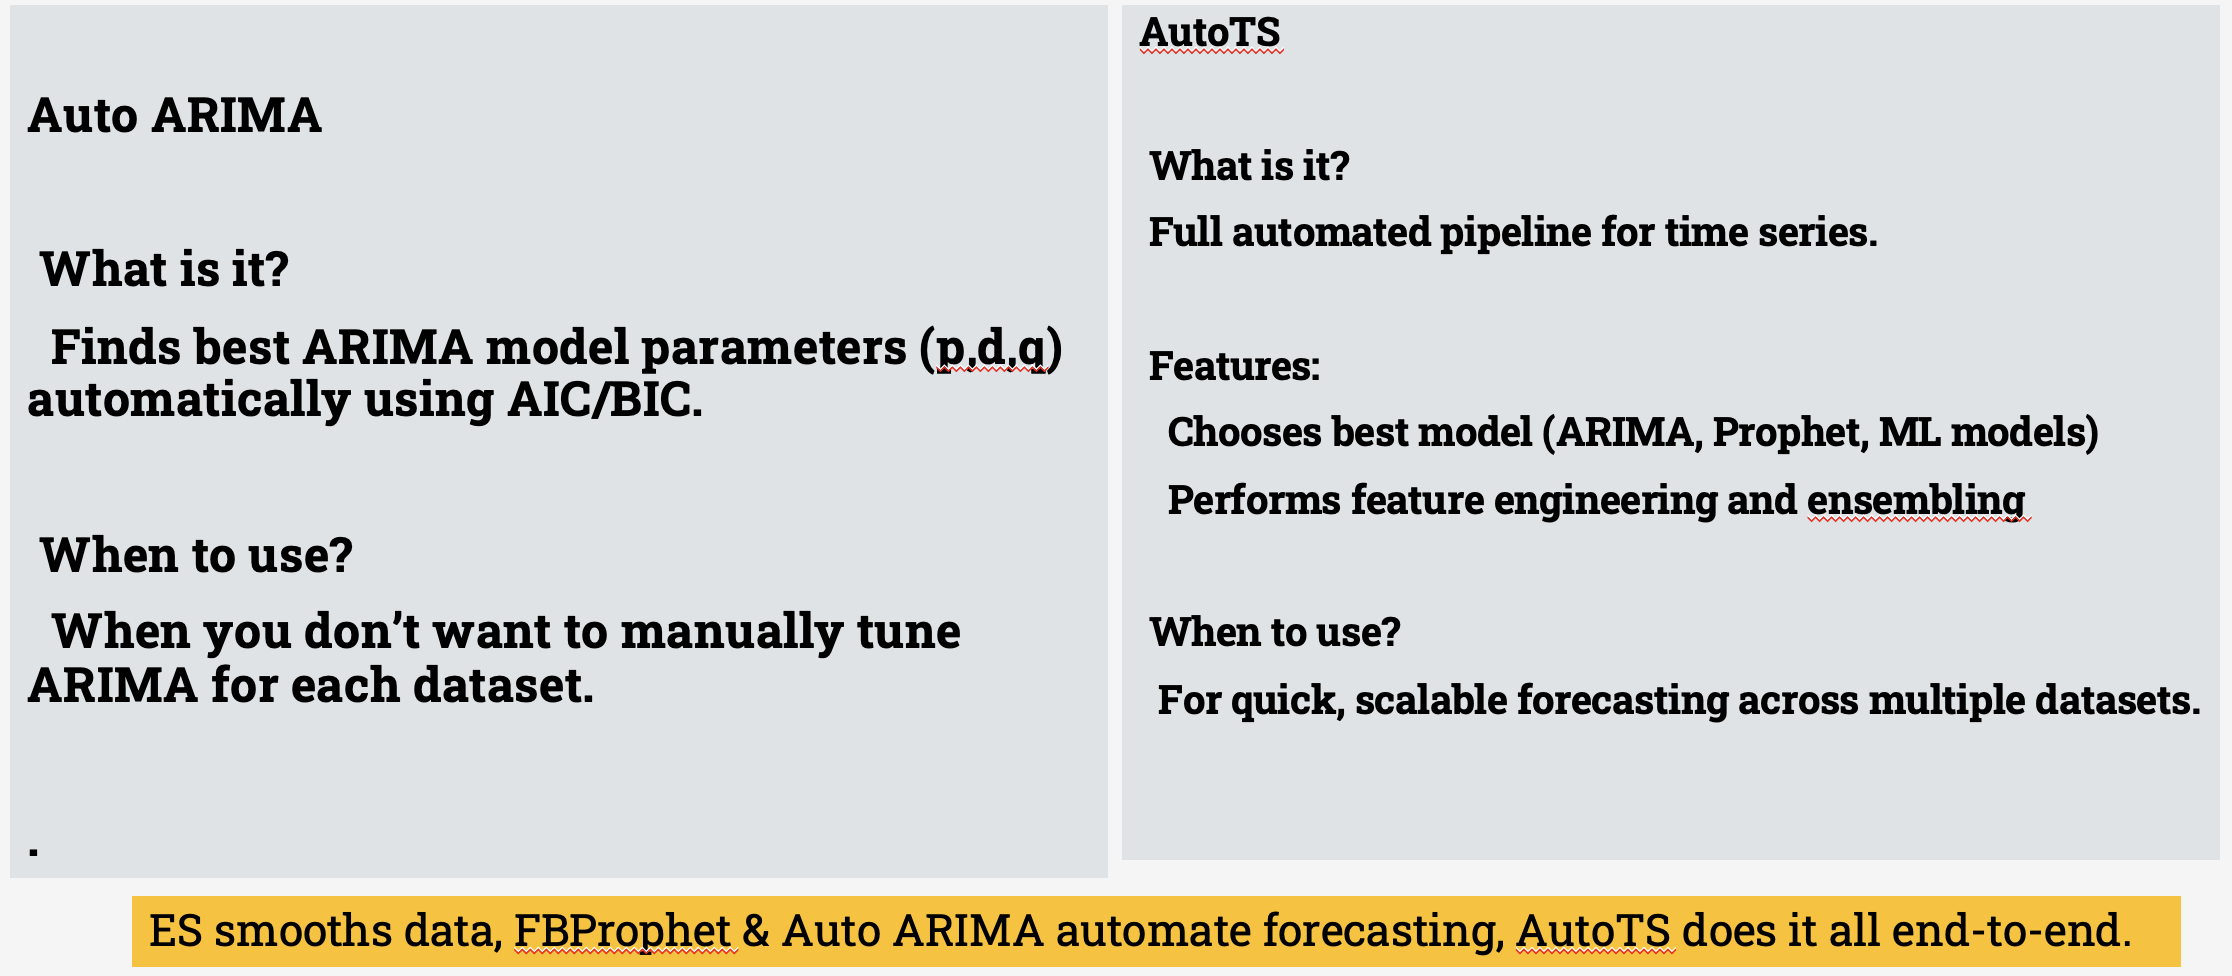 Auto ARIMA
What is it?
Finds best ARIMA model parameters (p,d,q)
automatically using AIC/BIC.
When to use?
When you don’t want to manually tune
ARIMA for each dataset.
.
AutoTS
What is it?
Full automated pipeline for time series.
Features:
Chooses best model (ARIMA, Prophet, ML models)
Performs feature engineering and ensembling
When to use?
For quick, scalable forecasting across multiple datasets.
ES smooths data, FBProphet & Auto ARIMA automate forecasting, AutoTS does it all end-to-end.